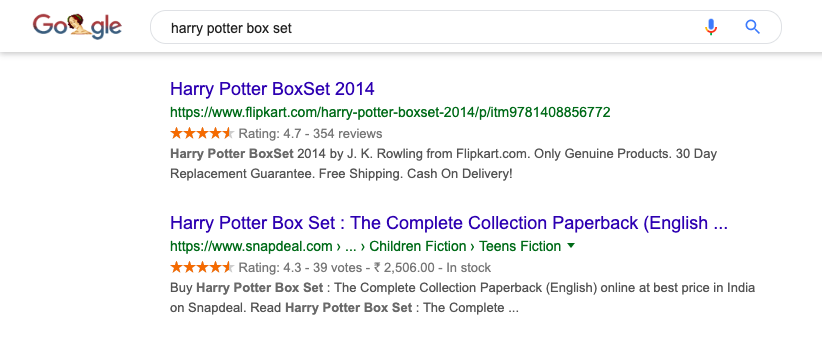 Google
harry potter box set
Harry Potter BoxSet 2014
https://www.flipkart.com/harry-potter-boxset-2014/p/itm9781408856772
Rating: 4.7 - 354 reviews
Harry Potter BoxSet 2014 by J. K. Rowling from Flipkart.com. Only Genuine Products. 30 Day
Replacement Guarantee. Free Shipping. Cash On Delivery!
Harry Potter Box Set : The Complete Collection Paperback (English ...
https://www.snapdeal.com › ... › Children Fiction › Teens Fiction
Rating: 4.3 - 39 votes - ₹ 2,506.00 - In stock
Buy Harry Potter Box Set : The Complete Collection Paperback (English) online at best price in India
on Snapdeal. Read Harry Potter Box Set : The Complete ...